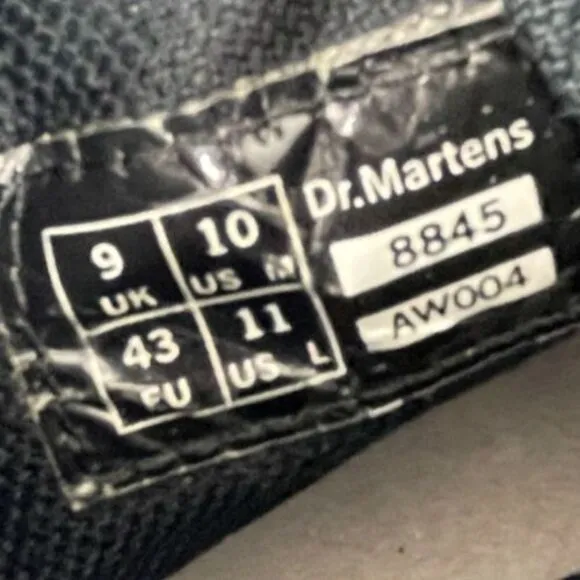 Dr.Martens
8845
AW004
9 UK
10 US M
43 EU
11 US L